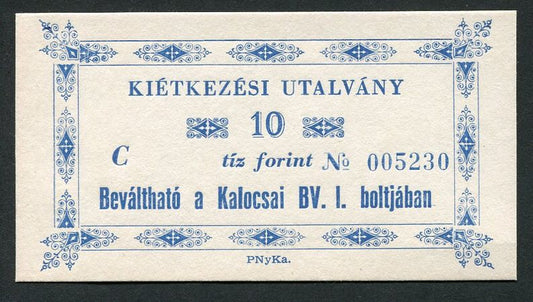 KIÉTKEZÉSI UTALVÁNY
10
C tíz forint № 005230
Beváltható a Kalocsai BV. I. boltjában
PNyKa.